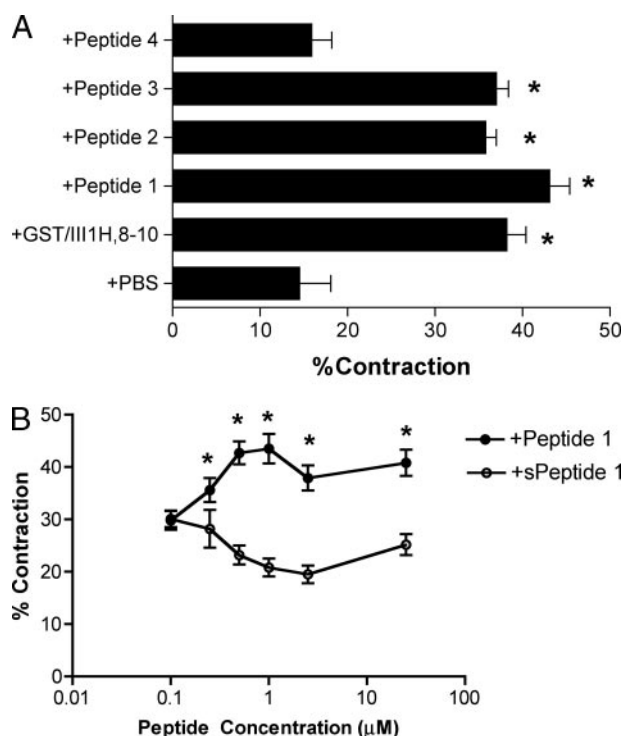 A
+Peptide 4
+Peptide 3
*
+Peptide 2
*
+Peptide 1
*
+GST/III1H,8-10
*
+PBS
0 10 20 30 40 50
%Contraction
B
50
40
30
20
10
0
% Contraction
* * * * *
+Peptide 1
+sPeptide 1
0.01 0.1 1 10 100
Peptide Concentration (μM)